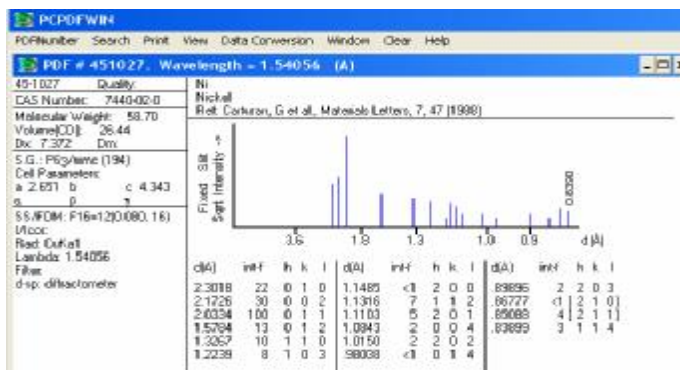 PCPDFWIN
PDFNumber Search Print View Data Conversion Window Clear Help
PDF # 451027, Wavelength = 1.54056 (A)
45-1027 Quality:
CAS Number: 7440-02-0
Molecular Weight: 58.70
Volume[CD]: 26.44
Dx: 7.372 Dm:
S.G.: P63/mmc (194)
Cell Parameters:
a 2.651 b c 4.343
SS/FOM: F16=12(0.080, 16)
I/Icor:
Rad: CuKa1
Lambda: 1.54056
Filter:
d-sp: diffractometer
Ni
Nickel
Ref: Carturan, G et al., Materials Letters, 7, 47 (1988)
Fixed Slit
Sqrt Intensity ->
0.8390
3.6 1.8 1.3 1.0 0.9 d(A)
d(A) int-f h k l d(A) int-f h k l d(A) int-f h k l
2.3018 22 0 1 0 1.1485 <1 2 0 0 .89896 2 2 0 3
2.1726 30 0 0 2 1.1316 7 1 1 2 .86777 <1 2 1 0
2.0334 100 0 1 1 1.1103 5 2 0 1 .85088 4 2 1 1
1.5784 13 0 1 2 1.0843 2 0 0 4 .83899 3 1 1 4
1.3267 10 1 1 0 1.0150 2 2 0 2
1.2239 8 1 0 3 .98038 <1 0 1 4